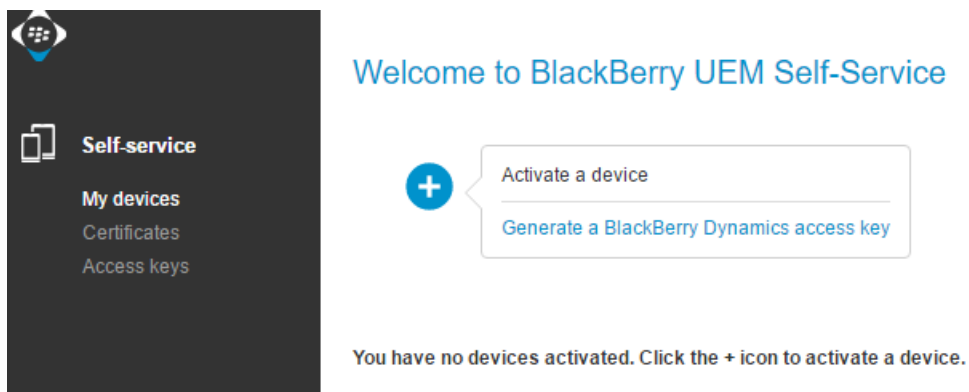 Welcome to BlackBerry UEM Self-Service
Self-service
My devices
Certificates
Access keys
Activate a device
Generate a BlackBerry Dynamics access key
You have no devices activated. Click the + icon to activate a device.